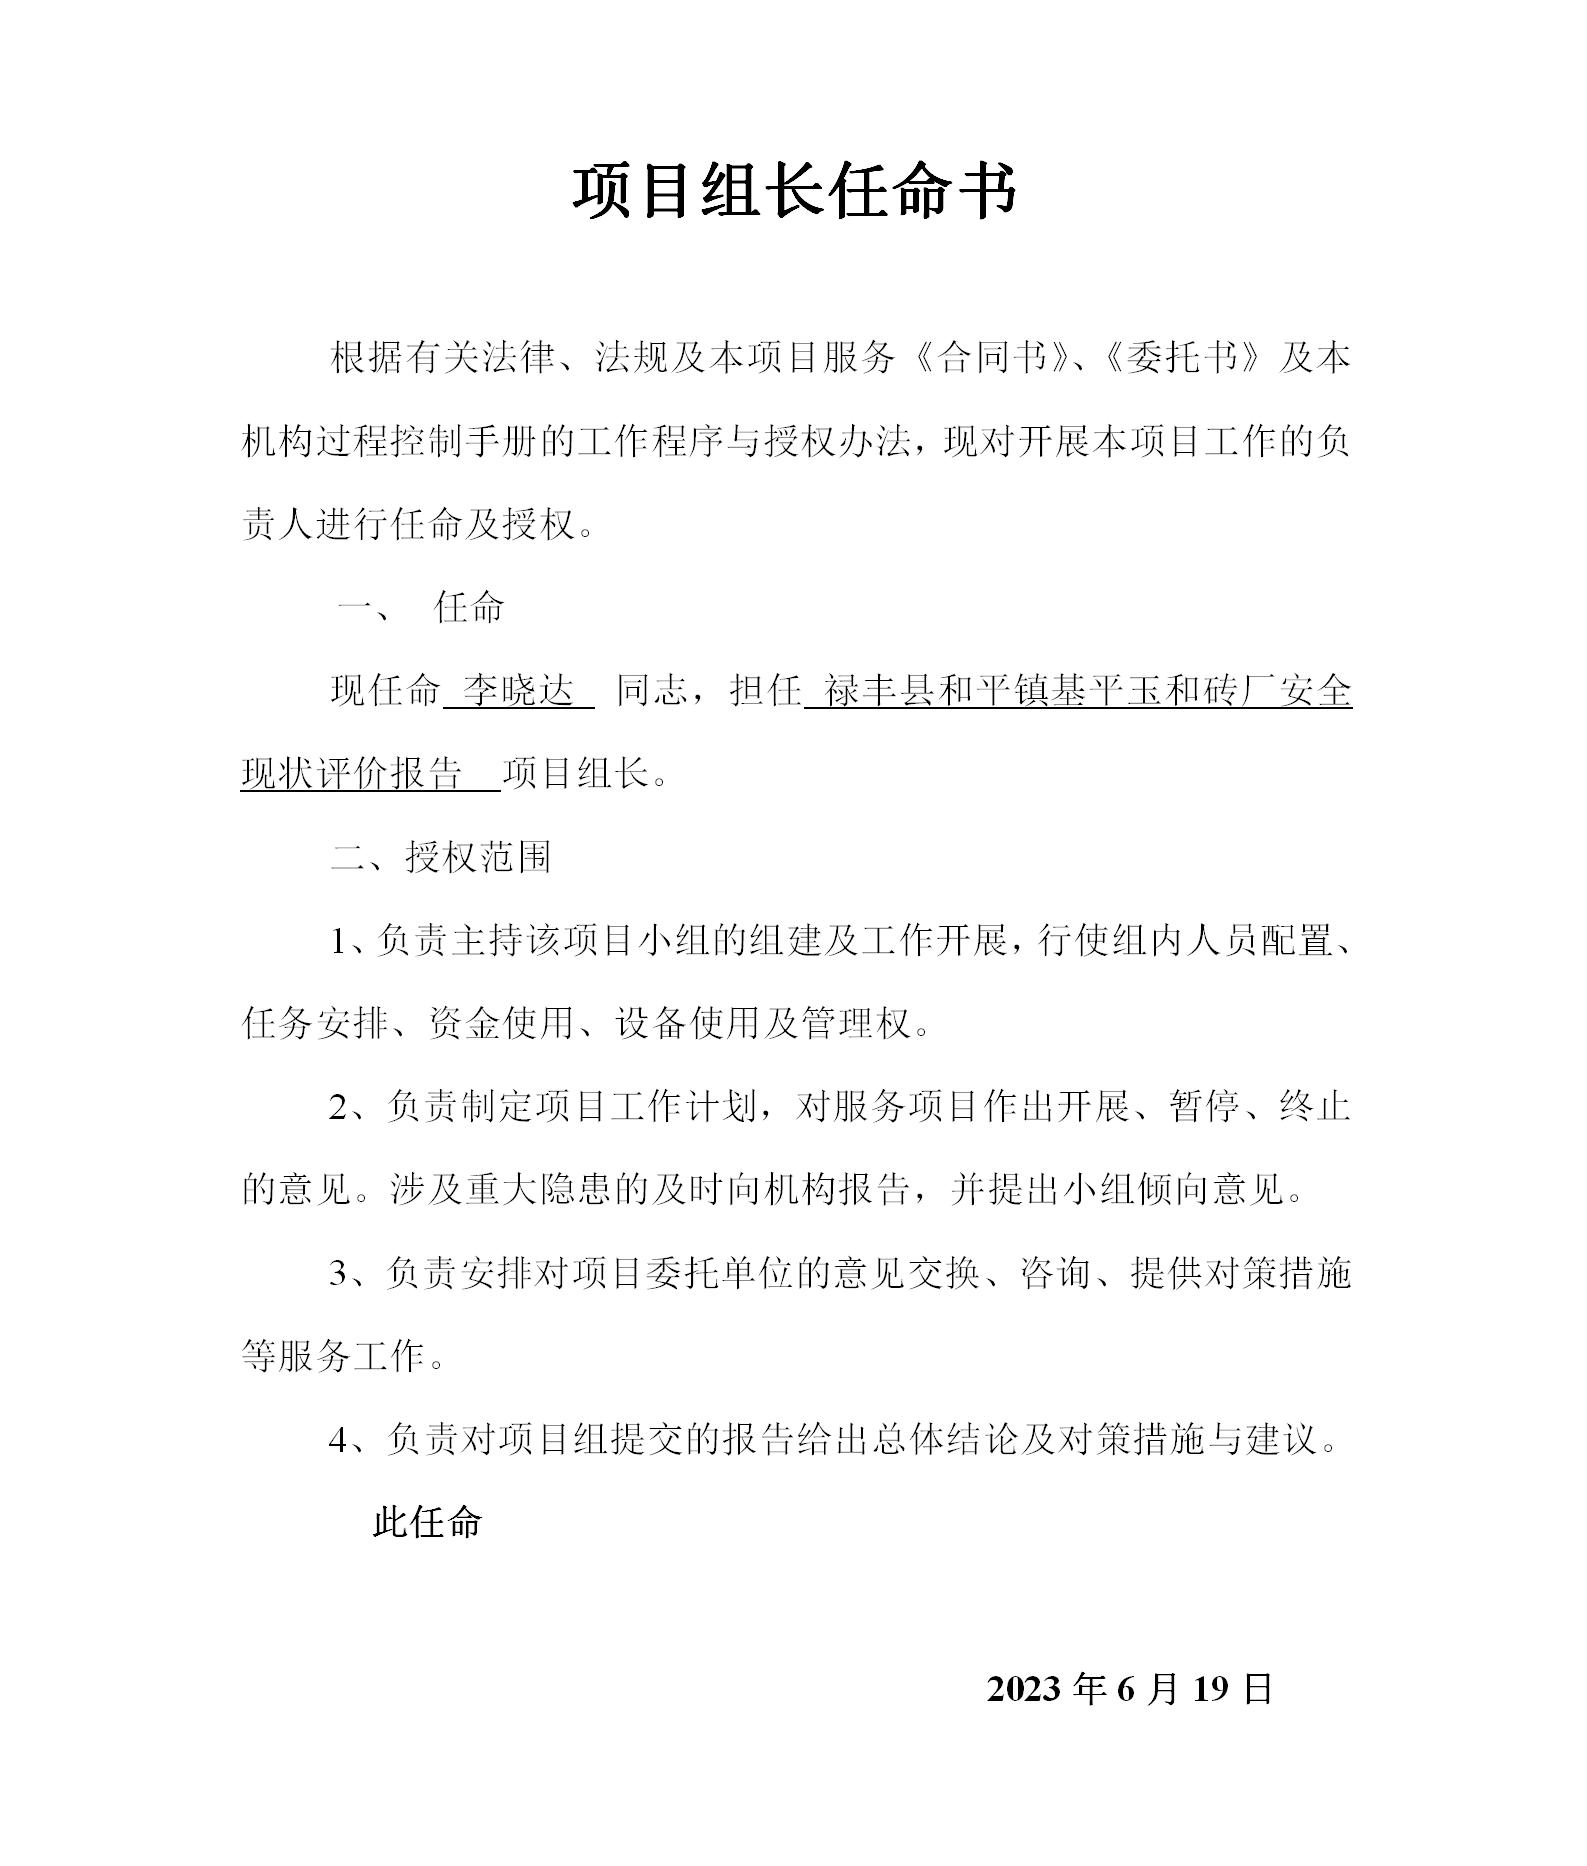 项目组长任命书
根据有关法律、法规及本项目服务《合同书》、《委托书》及本
机构过程控制手册的工作程序与授权办法，现对开展本项目工作的负
责人进行任命及授权。
一、 任命
现任命 李晓达 同志，担任 禄丰县和平镇基平玉和砖厂安全
现状评价报告 项目组长。
二、授权范围
1、负责主持该项目小组的组建及工作开展，行使组内人员配置、
任务安排、资金使用、设备使用及管理权。
2、负责制定项目工作计划，对服务项目作出开展、暂停、终止
的意见。涉及重大隐患的及时向机构报告，并提出小组倾向意见。
3、负责安排对项目委托单位的意见交换、咨询、提供对策措施
等服务工作。
4、负责对项目组提交的报告给出总体结论及对策措施与建议。
此任命
2023 年 6 月 19 日